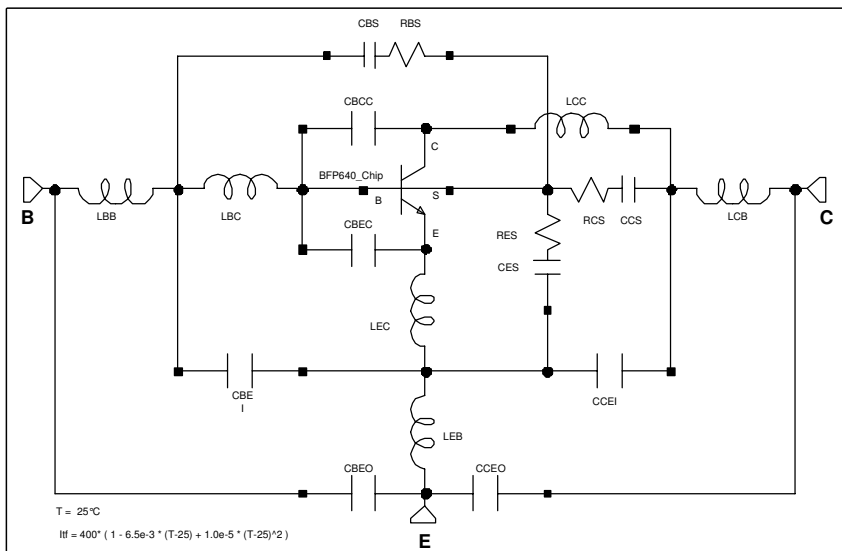 CBS
RBS
CBCC
LCC
C
BFP640_Chip
S
B
B
LBB
LBC
RCS
CCS
LCB
C
E
CBEC
RES
CES
LEC
CBE
I
CCEI
LEB
CBEO
CCEO
T = 25°C
Itf = 400* ( 1 - 6.5e-3 * (T-25) + 1.0e-5 * (T-25)^2 )
E